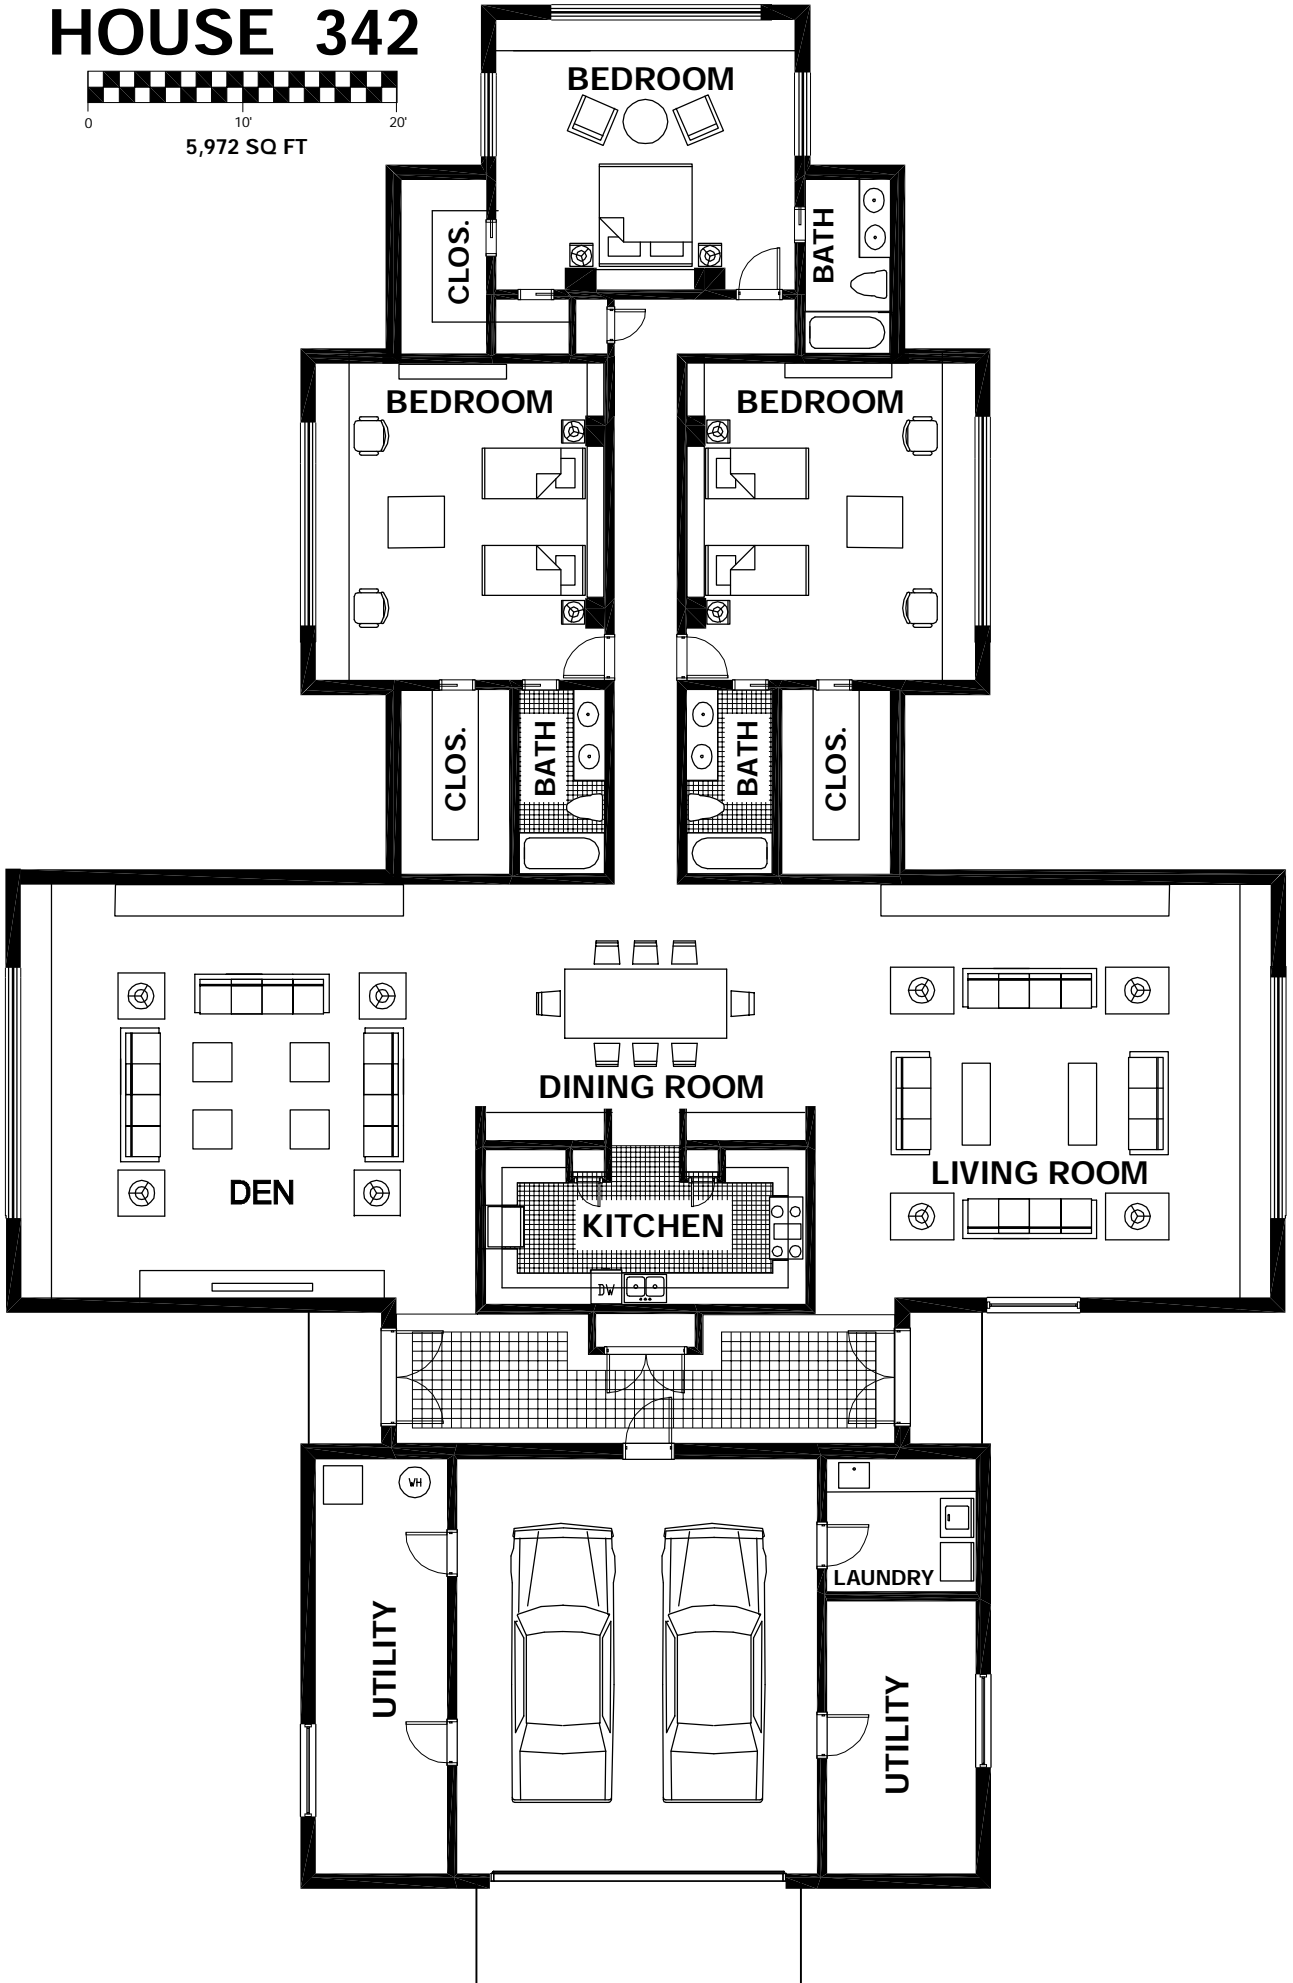 HOUSE 342
0 10' 20'
5,972 SQ FT
BEDROOM
CLOS.
BATH
BEDROOM
BEDROOM
CLOS.
BATH
BATH
CLOS.
DINING ROOM
DEN
LIVING ROOM
KITCHEN
DW
WH
LAUNDRY
UTILITY
UTILITY